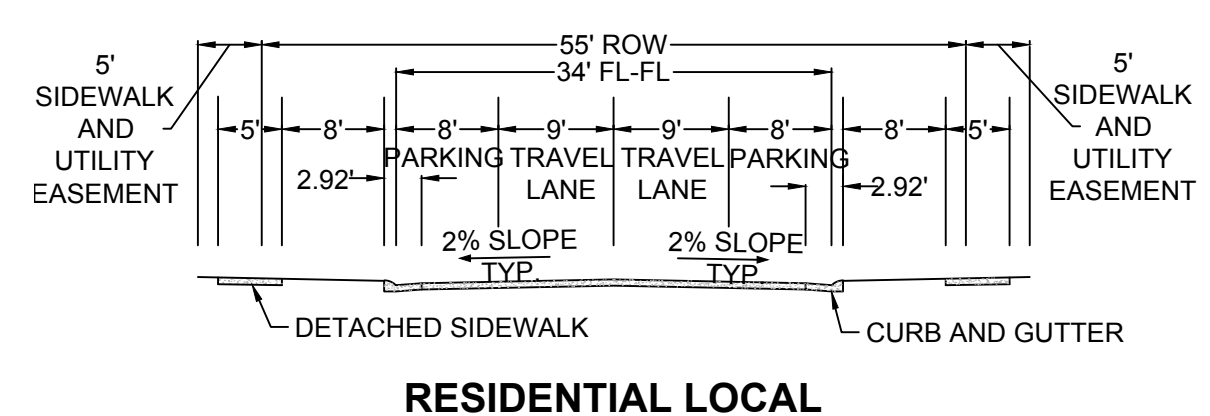 55' ROW
34' FL-FL
5'
SIDEWALK
AND
UTILITY
EASEMENT
5'
SIDEWALK
AND
UTILITY
EASEMENT
5' 8' 8' 9' 9' 8' 8' 5'
PARKING TRAVEL TRAVEL PARKING
LANE LANE
2.92' 2.92'
2% SLOPE
TYP.
2% SLOPE
TYP
DETACHED SIDEWALK
CURB AND GUTTER
RESIDENTIAL LOCAL